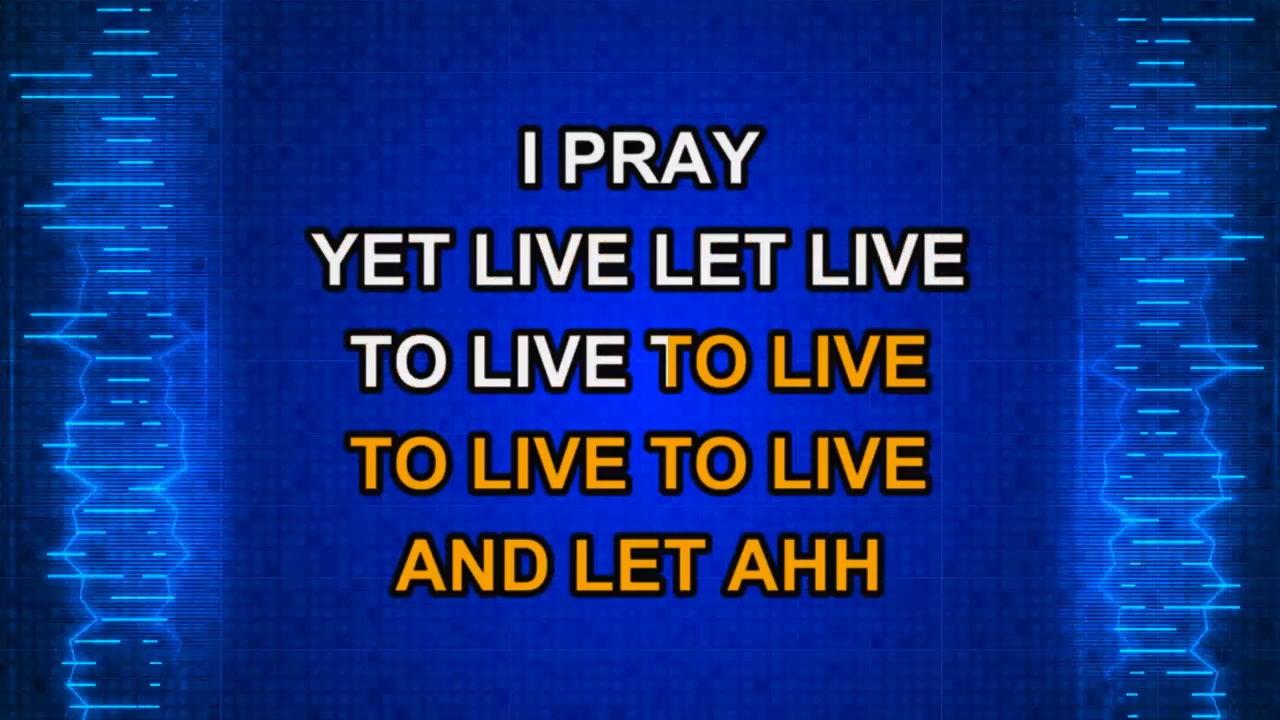 I PRAY
YET LIVE LET LIVE
TO LIVE TO LIVE
TO LIVE TO LIVE
AND LET AHH